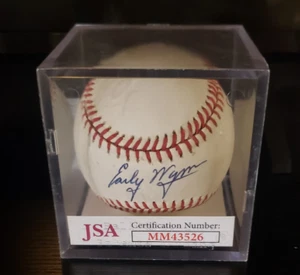 Early Wynn
JSA Certification Number:
MM43526